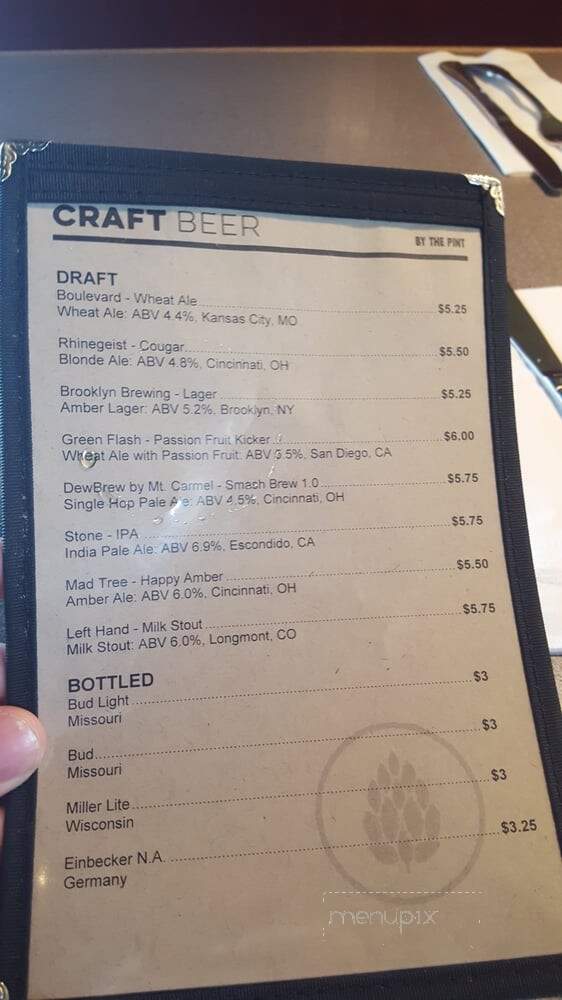 CRAFT BEER
BY THE PINT
DRAFT
Boulevard - Wheat Ale $5.25
Wheat Ale: ABV 4.4%, Kansas City, MO
Rhinegeist - Cougar $5.50
Blonde Ale: ABV 4.8%, Cincinnati, OH
Brooklyn Brewing - Lager $5.25
Amber Lager: ABV 5.2%, Brooklyn, NY
Green Flash - Passion Fruit Kicker $6.00
Wheat Ale with Passion Fruit: ABV 5.5%, San Diego, CA
DewBrew by Mt. Carmel - Smach Brew 1.0 $5.75
Single Hop Pale Ale: ABV 4.5%, Cincinnati, OH
Stone - IPA $5.75
India Pale Ale: ABV 6.9%, Escondido, CA
Mad Tree - Happy Amber $5.50
Amber Ale: ABV 6.0%, Cincinnati, OH
Left Hand - Milk Stout $5.75
Milk Stout: ABV 6.0%, Longmont, CO
BOTTLED
Bud Light $3
Missouri
Bud $3
Missouri
Miller Lite $3
Wisconsin
Einbecker N.A. $3.25
Germany
menupix